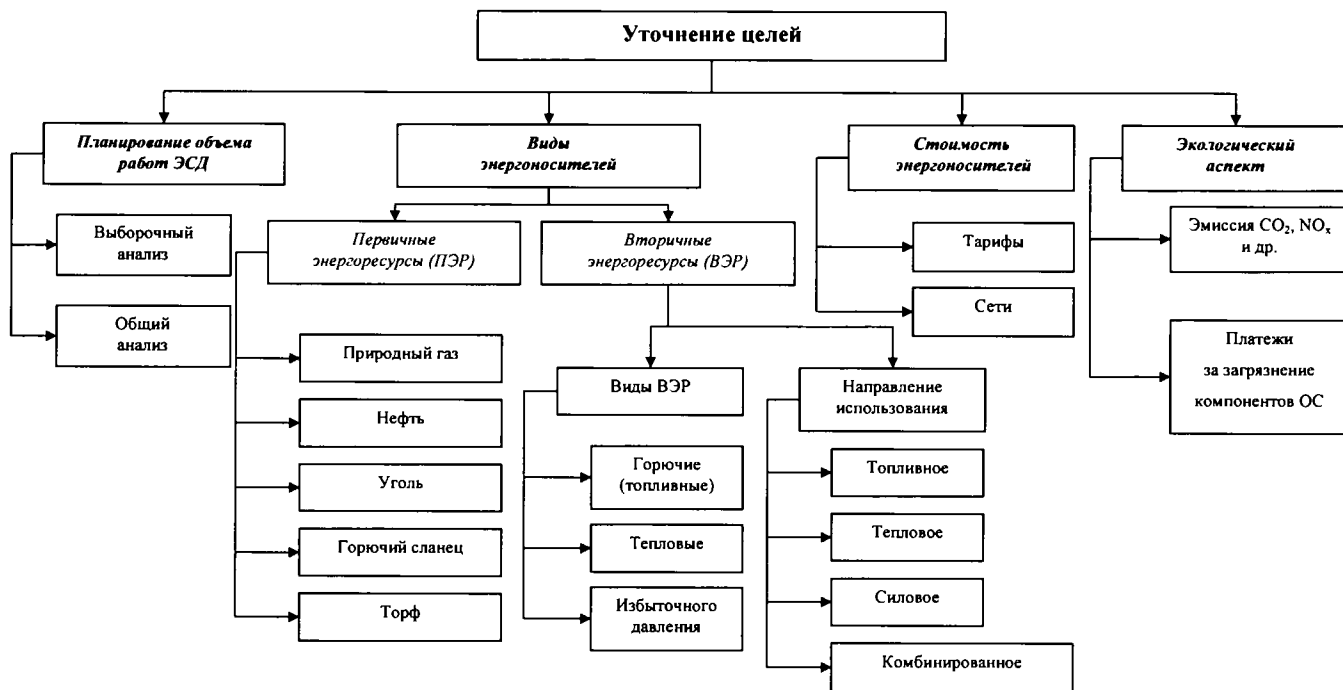 Уточнение целей
Планирование объема
работ ЭСД
Виды
энергоносителей
Стоимость
энергоносителей
Экологический
аспект
Выборочный
анализ
Общий
анализ
Первичные
энергоресурсы (ПЭР)
Вторичные
энергоресурсы (ВЭР)
Тарифы
Сети
Эмиссия CO₂, NOₓ
и др.
Платежи
за загрязнение
компонентов ОС
Природный газ
Нефть
Уголь
Горючий сланец
Торф
Виды ВЭР
Направление
использования
Горючие
(топливные)
Тепловые
Избыточного
давления
Топливное
Тепловое
Силовое
Комбинированное